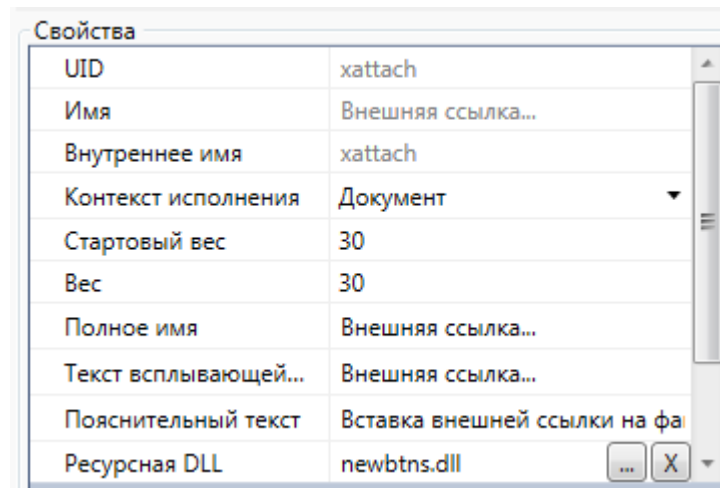 Свойства
UID xattach
Имя Внешняя ссылка...
Внутреннее имя xattach
Контекст исполнения Документ
Стартовый вес 30
Вес 30
Полное имя Внешняя ссылка...
Текст всплывающей... Внешняя ссылка...
Пояснительный текст Вставка внешней ссылки на фа
Ресурсная DLL newbtns.dll ... X